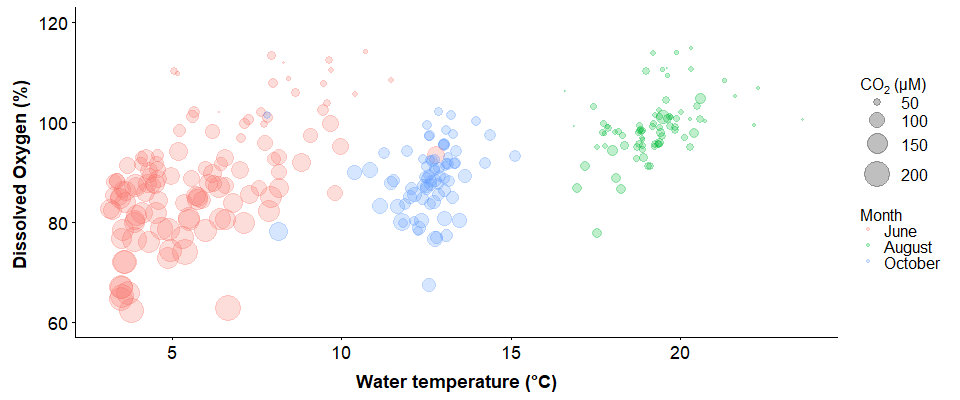 Dissolved Oxygen (%)
120
100
80
60
5 10 15 20
Water temperature (°C)
CO₂ (µM)
50
100
150
200
Month
June
August
October